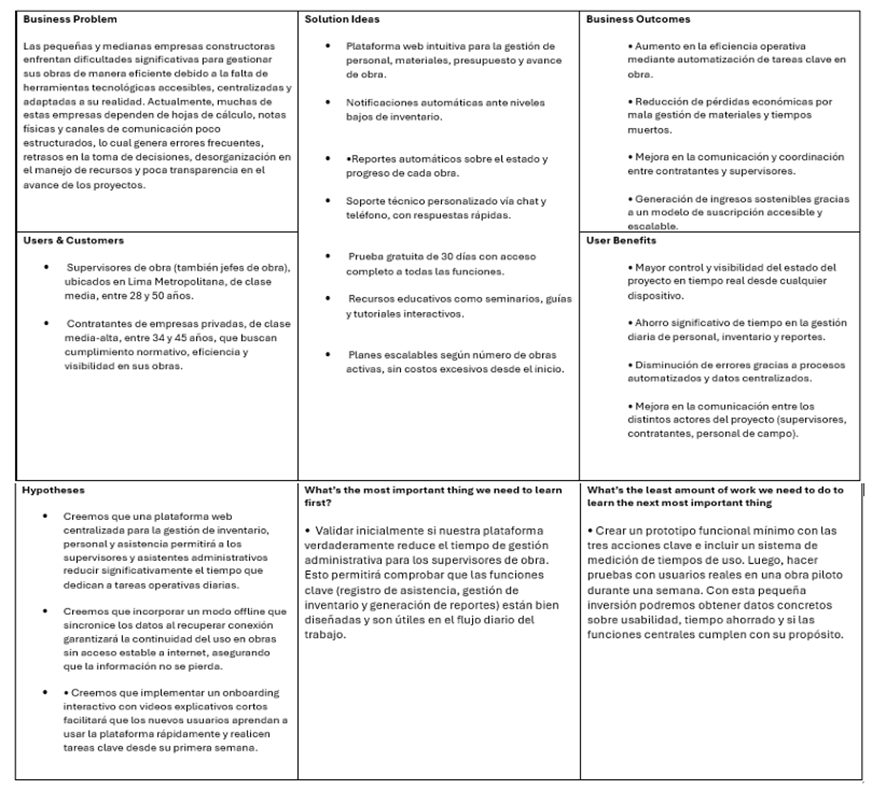 Business Problem
Las pequeñas y medianas empresas constructoras
enfrentan dificultades significativas para gestionar
sus obras de manera eficiente debido a la falta de
herramientas tecnológicas accesibles, centralizadas y
adaptadas a su realidad. Actualmente, muchas de
estas empresas dependen de hojas de cálculo, notas
físicas y canales de comunicación poco
estructurados, lo cual genera errores frecuentes,
retrasos en la toma de decisiones, desorganización en
el manejo de recursos y poca transparencia en el
avance de los proyectos.
Solution Ideas
• Plataforma web intuitiva para la gestión de
personal, materiales, presupuesto y avance
de obra.
• Notificaciones automáticas ante niveles
bajos de inventario.
• •Reportes automáticos sobre el estado y
progreso de cada obra.
• Soporte técnico personalizado vía chat y
teléfono, con respuestas rápidas.
• Prueba gratuita de 30 días con acceso
completo a todas las funciones.
• Recursos educativos como seminarios, guías
y tutoriales interactivos.
• Planes escalables según número de obras
activas, sin costos excesivos desde el inicio.
Business Outcomes
• Aumento en la eficiencia operativa
mediante automatización de tareas clave en
obra.
• Reducción de pérdidas económicas por
mala gestión de materiales y tiempos
muertos.
• Mejora en la comunicación y coordinación
entre contratantes y supervisores.
• Generación de ingresos sostenibles gracias
a un modelo de suscripción accesible y
escalable.
Users & Customers
• Supervisores de obra (también jefes de obra),
ubicados en Lima Metropolitana, de clase
media, entre 28 y 50 años.
• Contratantes de empresas privadas, de clase
media-alta, entre 34 y 45 años, que buscan
cumplimiento normativo, eficiencia y
visibilidad en sus obras.
User Benefits
• Mayor control y visibilidad del estado del
proyecto en tiempo real desde cualquier
dispositivo.
• Ahorro significativo de tiempo en la gestión
diaria de personal, inventario y reportes.
• Disminución de errores gracias a procesos
automatizados y datos centralizados.
• Mejora en la comunicación entre los
distintos actores del proyecto (supervisores,
contratantes, personal de campo).
Hypotheses
• Creemos que una plataforma web
centralizada para la gestión de inventario,
personal y asistencia permitirá a los
supervisores y asistentes administrativos
reducir significativamente el tiempo que
dedican a tareas operativas diarias.
• Creemos que incorporar un modo offline que
sincronice los datos al recuperar conexión
garantizará la continuidad del uso en obras
sin acceso estable a internet, asegurando
que la información no se pierda.
• • Creemos que implementar un onboarding
interactivo con videos explicativos cortos
facilitará que los nuevos usuarios aprendan a
usar la plataforma rápidamente y realicen
tareas clave desde su primera semana.
What's the most important thing we need to learn
first?
• Validar inicialmente si nuestra plataforma
verdaderamente reduce el tiempo de gestión
administrativa para los supervisores de obra.
Esto permitirá comprobar que las funciones
clave (registro de asistencia, gestión de
inventario y generación de reportes) están bien
diseñadas y son útiles en el flujo diario del
trabajo.
What's the least amount of work we need to do to
learn the next most important thing
• Crear un prototipo funcional mínimo con las
tres acciones clave e incluir un sistema de
medición de tiempos de uso. Luego, hacer
pruebas con usuarios reales en una obra piloto
durante una semana. Con esta pequeña
inversión podremos obtener datos concretos
sobre usabilidad, tiempo ahorrado y si las
funciones centrales cumplen con su propósito.